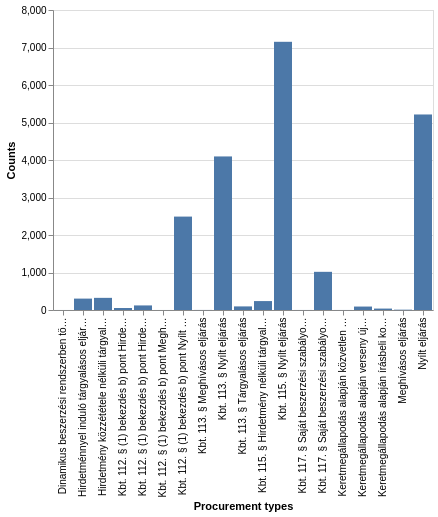 8,000
7,000
6,000
5,000
4,000
3,000
2,000
1,000
0
Counts
Dinamikus beszerzési rendszerben tö…
Hirdetménnyel induló tárgyalásos eljár…
Hirdetmény közzététele nélküli tárgyal…
Kbt. 112. § (1) bekezdés b) pont Hirde…
Kbt. 112. § (1) bekezdés b) pont Hirde…
Kbt. 112. § (1) bekezdés b) pont Megh…
Kbt. 112. § (1) bekezdés b) pont Nyílt …
Kbt. 113. § Meghívásos eljárás
Kbt. 113. § Nyílt eljárás
Kbt. 113. § Tárgyalásos eljárás
Kbt. 115. § Hirdetmény nélküli tárgyal…
Kbt. 115. § Nyílt eljárás
Kbt. 117. § Saját beszerzési szabályo…
Kbt. 117. § Saját beszerzési szabályo…
Keretmegállapodás alapján közvetlen …
Keretmegállapodás alapján verseny új…
Keretmegállapodás alapján írásbeli ko…
Meghívásos eljárás
Nyílt eljárás
Procurement types